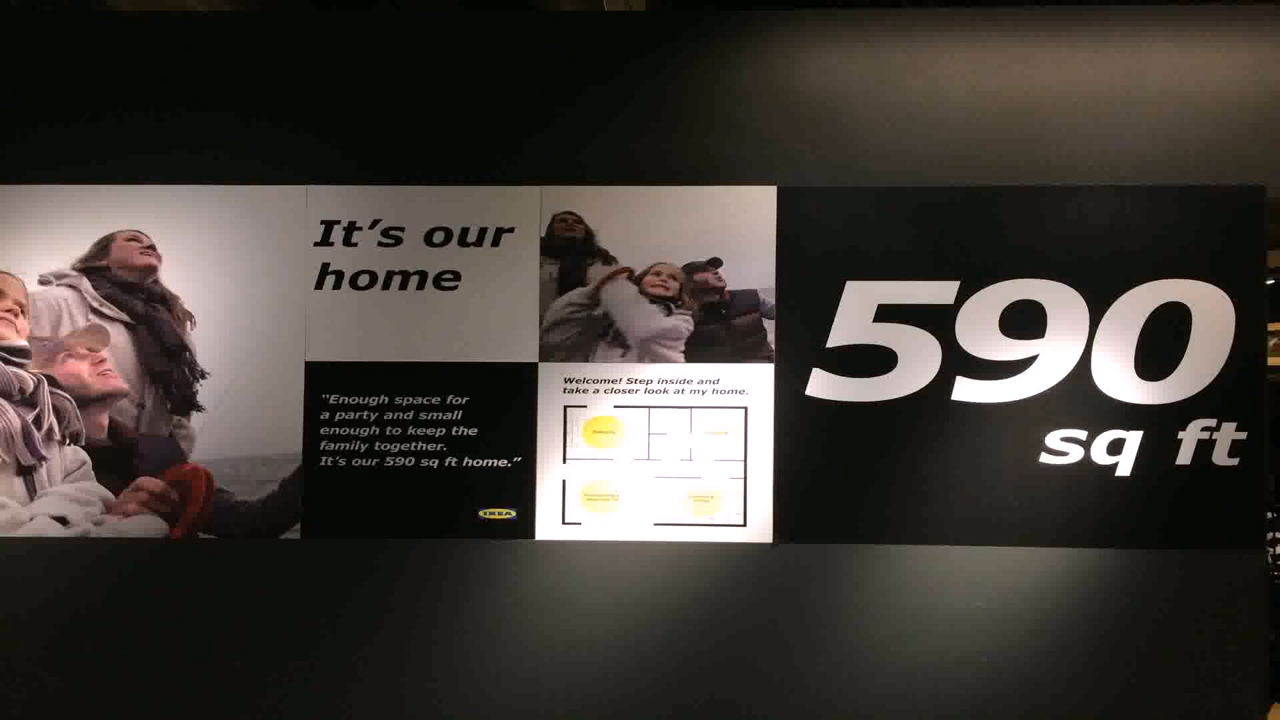 It's our
home
"Enough space for
a party and small
enough to keep the
family together.
It's our 590 sq ft home."
IKEA
Welcome! Step inside and
take a closer look at my home.
590
sq ft